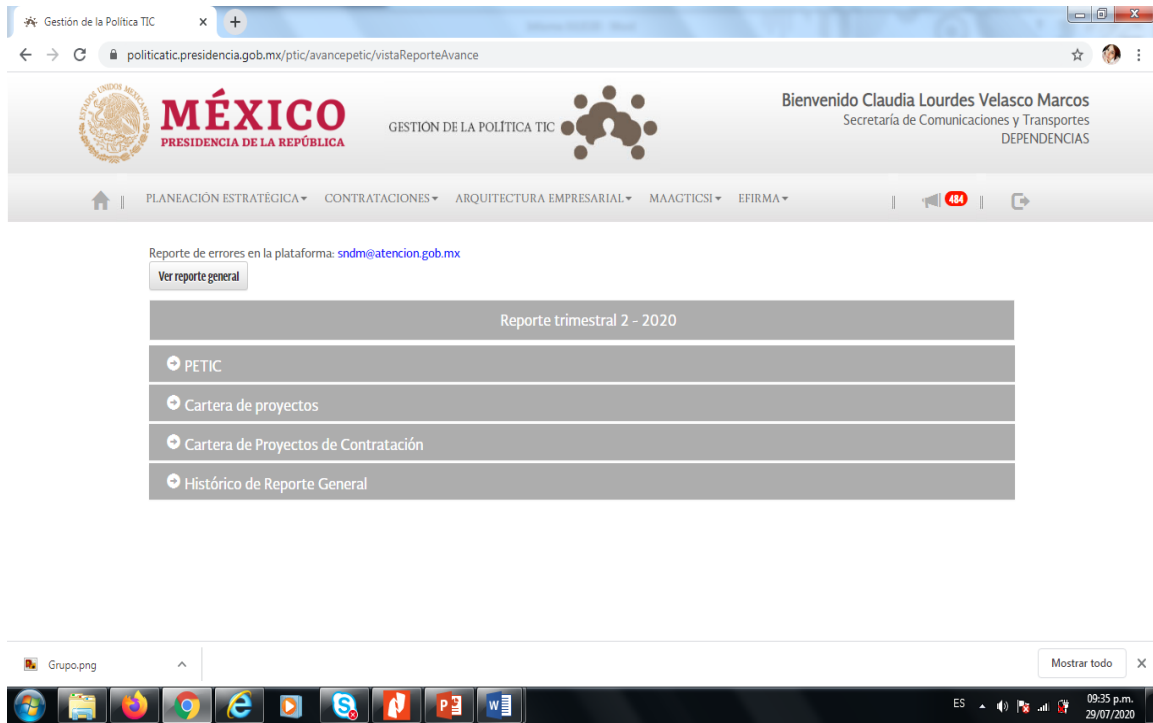 Gestión de la Política TIC
politicatic.presidencia.gob.mx/ptic/avancepetic/vistaReporteAvance
MÉXICO
PRESIDENCIA DE LA REPÚBLICA
GESTIÓN DE LA POLÍTICA TIC
Bienvenido Claudia Lourdes Velasco Marcos
Secretaría de Comunicaciones y Transportes
DEPENDENCIAS
PLANEACIÓN ESTRATÉGICA CONTRATACIONES ARQUITECTURA EMPRESARIAL MAAGTICSI EFIRMA 484
Reporte de errores en la plataforma: sndm@atencion.gob.mx
Ver reporte general
Reporte trimestral 2 - 2020
PETIC
Cartera de proyectos
Cartera de Proyectos de Contratación
Histórico de Reporte General
Grupo.png
Mostrar todo
ES
09:35 p.m.
29/07/2020